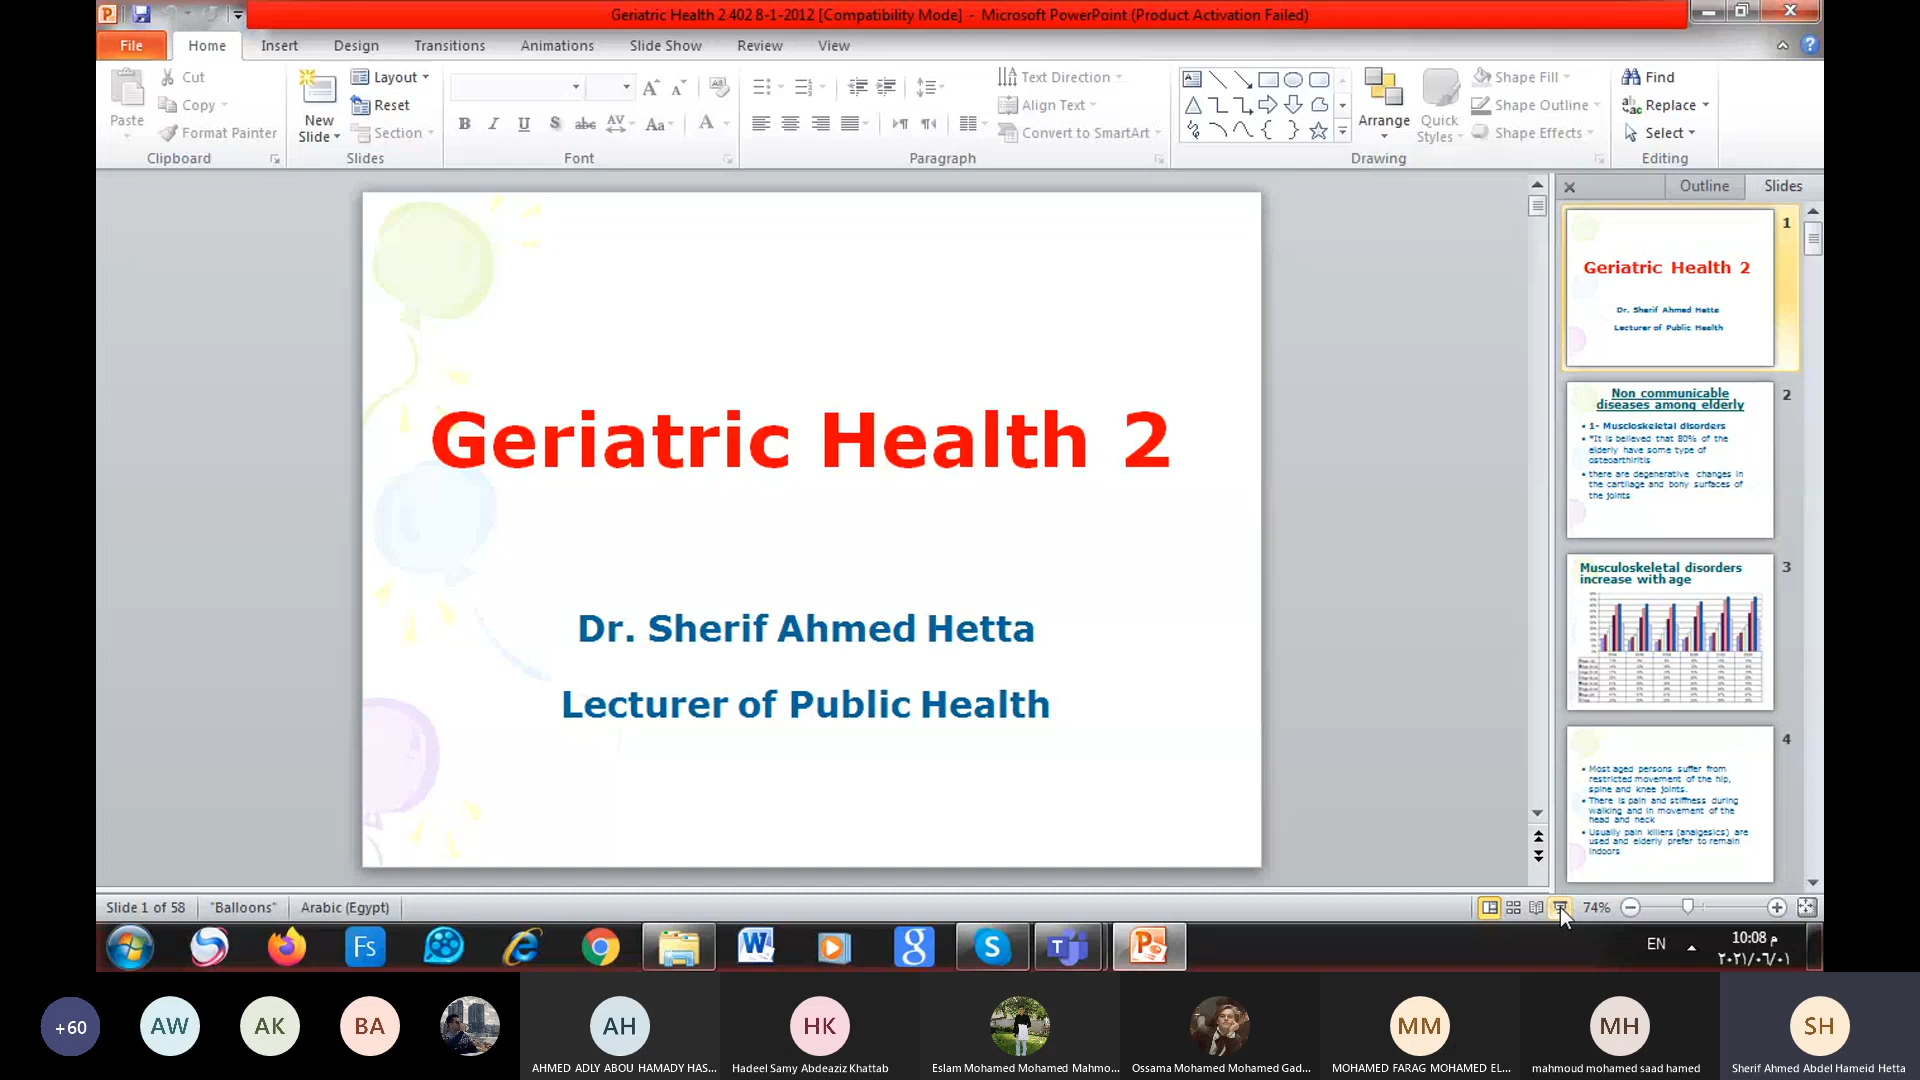 Geriatric Health 2 402 8-1-2012 [Compatibility Mode] - Microsoft PowerPoint (Product Activation Failed)
File Home Insert Design Transitions Animations Slide Show Review View
Paste
Cut
Copy
Format Painter
Clipboard
New Slide
Layout
Reset
Section
Slides
Font
Text Direction
Align Text
Convert to SmartArt
Paragraph
Arrange
Quick Styles
Shape Fill
Shape Outline
Shape Effects
Drawing
Find
Replace
Select
Editing
Geriatric Health 2
Dr. Sherif Ahmed Hetta
Lecturer of Public Health
Outline Slides
1
Geriatric Health 2
Dr. Sherif Ahmed Hetta
Lecturer of Public Health
2
Non communicable
diseases among elderly
1- Muscloskeletal disorders
*It is believed that 80% of the
elderly have some type of
osteoarthiritis
there are degenerative changes in
the cartilage and bony surfaces of
the joints
3
Musculoskeletal disorders
increase with age
4
Most aged persons suffer from
restricted movement of the hip,
spine and knee joints.
There is pain and stiffness during
walking and in movement of the
head and neck
Usually pain killers (analgesics) are
used and elderly prefer to remain
indoors
Slide 1 of 58 "Balloons" Arabic (Egypt) 74%
EN
10:08 م
٢٠٢١/٠٦/٠١
+60 AW AK BA AH HK MM MH SH
AHMED ADLY ABOU HAMADY HAS... Hadeel Samy Abdeaziz Khattab Eslam Mohamed Mohamed Mahmo... Ossama Mohamed Mohamed Gad... MOHAMED FARAG MOHAMED EL... mahmoud mohamed saad hamed Sherif Ahmed Abdel Hameid Hetta